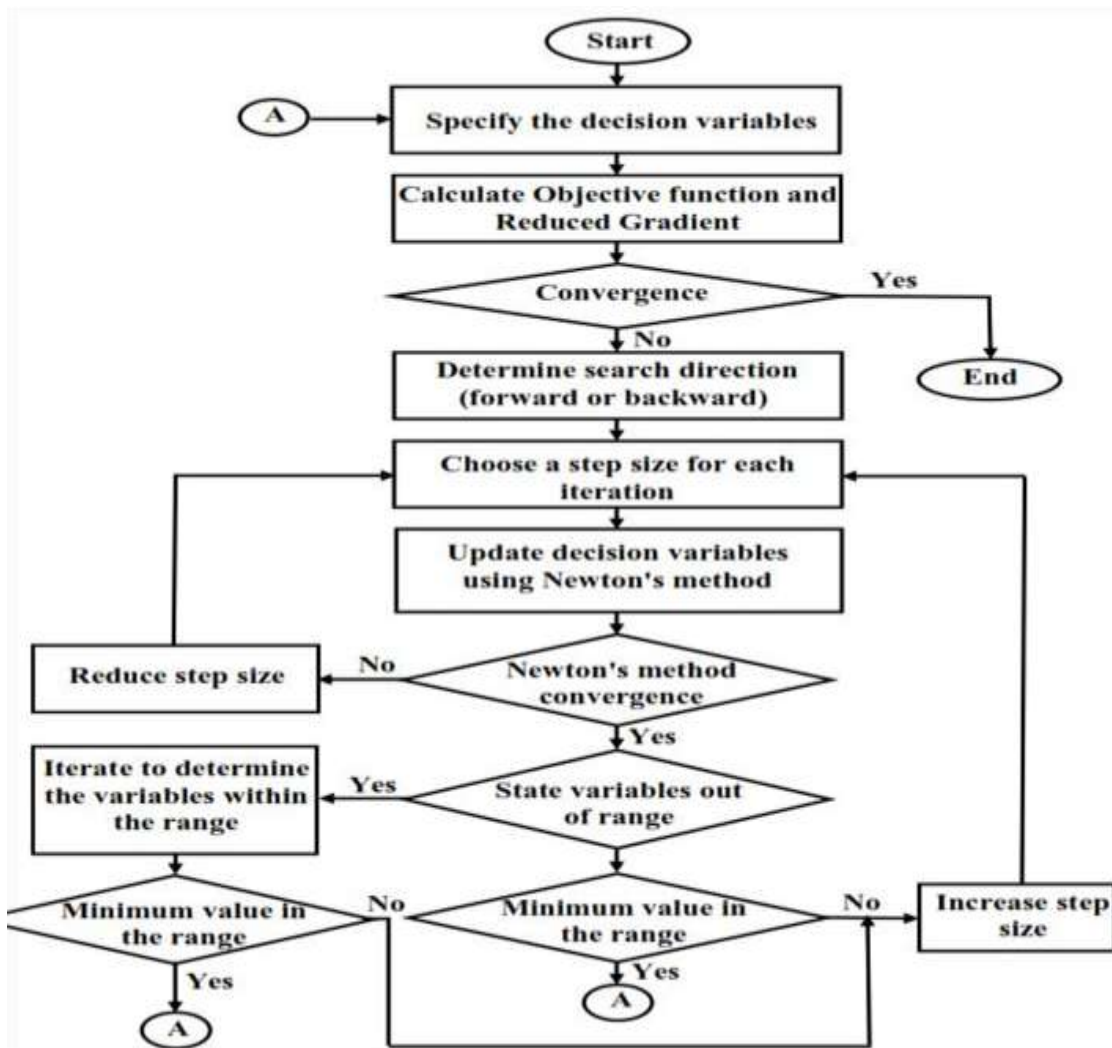 Start
A
Specify the decision variables
Calculate Objective function and
Reduced Gradient
Convergence
Yes
No
Determine search direction
(forward or backward)
End
Choose a step size for each
iteration
Update decision variables
using Newton's method
Reduce step size
No
Newton's method
convergence
Yes
Iterate to determine
the variables within
the range
Yes
State variables out
of range
Minimum value in
the range
No
Minimum value in
the range
No
Increase step
size
Yes
A
Yes
A